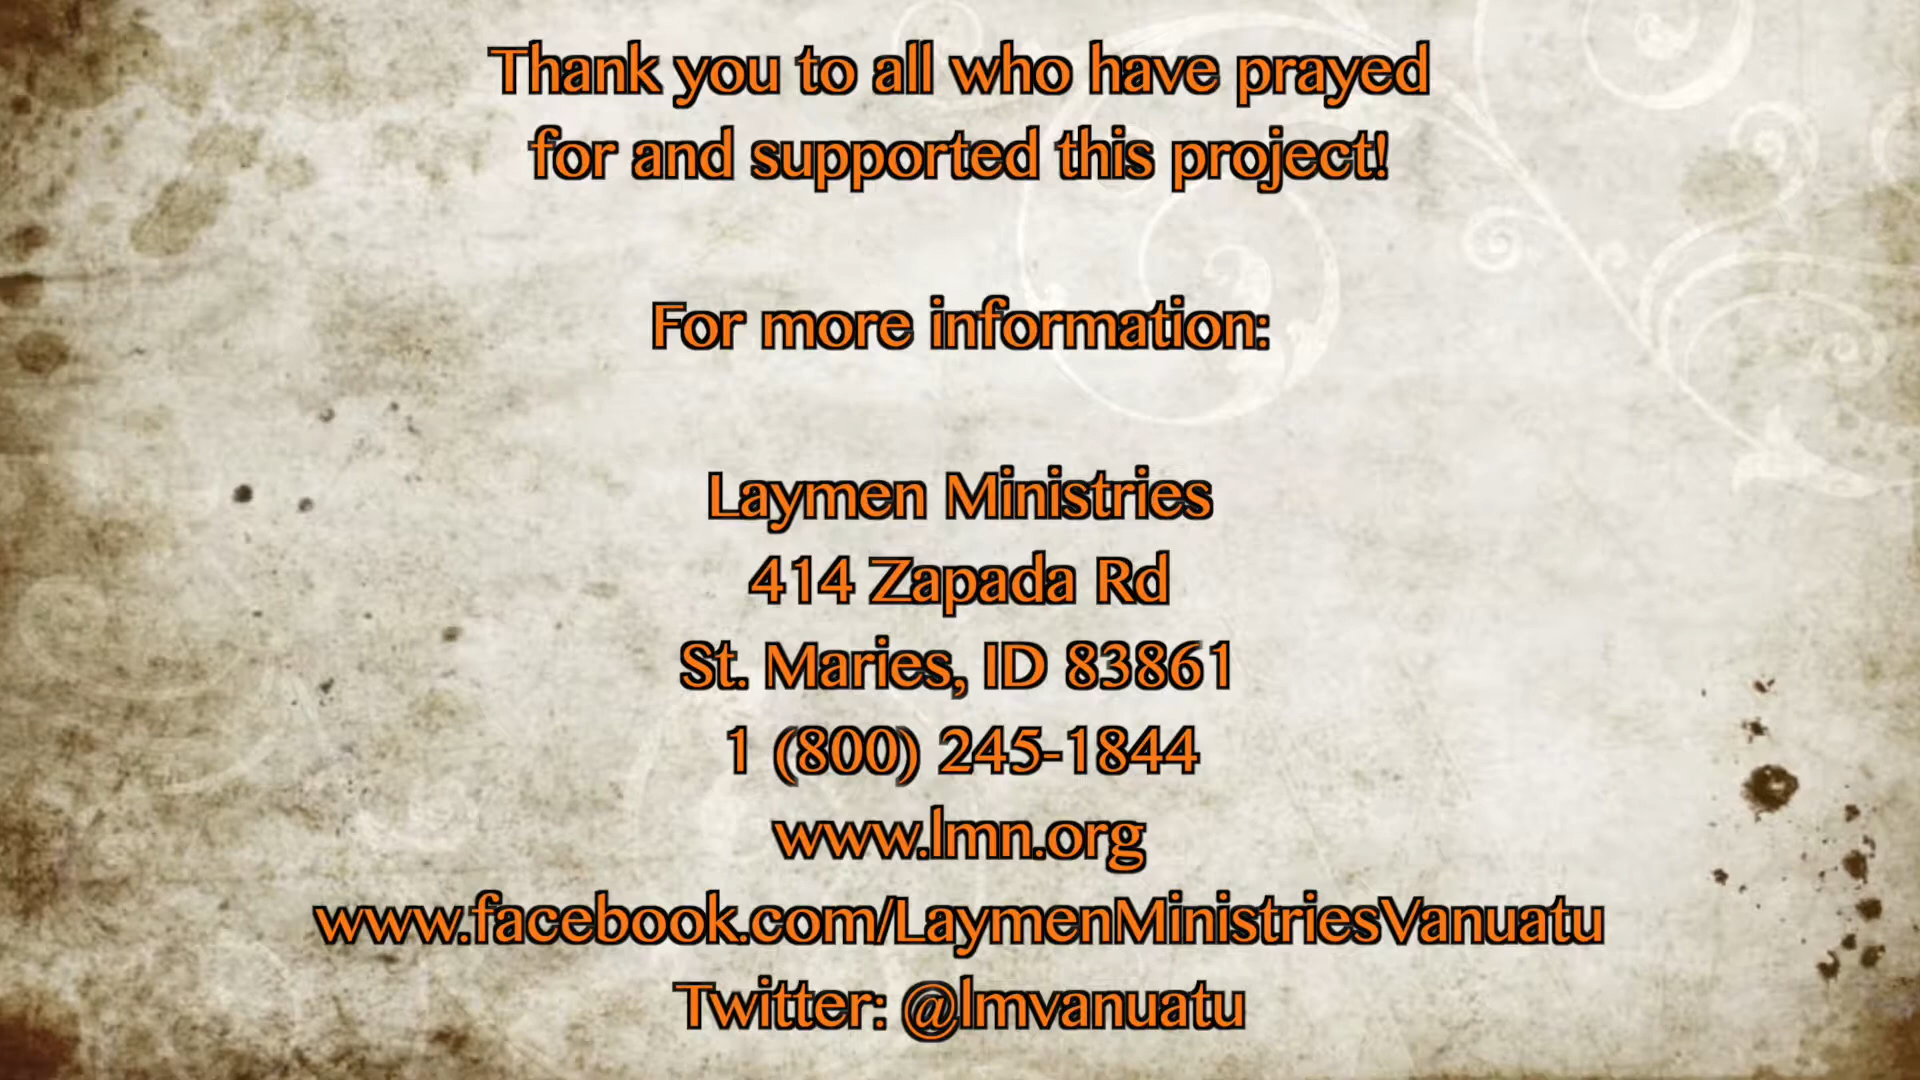 Thank you to all who have prayed
for and supported this project!
For more information:
Laymen Ministries
414 Zapada Rd
St. Maries, ID 83861
1 (800) 245-1844
www.lmn.org
www.facebook.com/LaymenMinistriesVanuatu
Twitter: @lmvanuatu